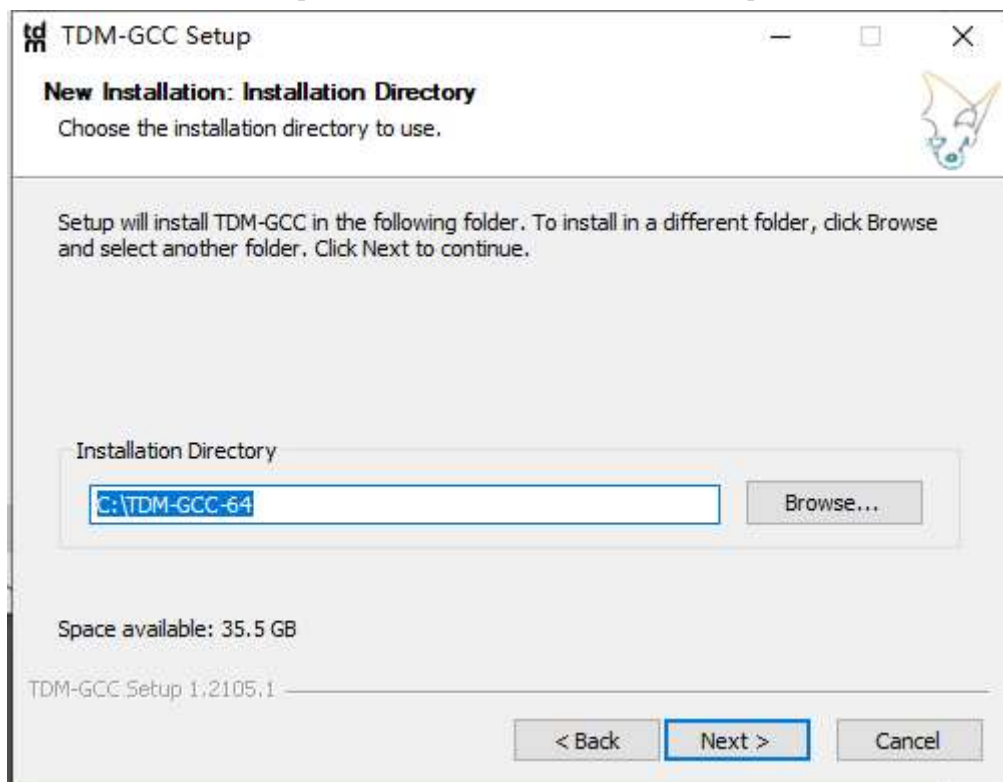 tdm TDM-GCC Setup
New Installation: Installation Directory
Choose the installation directory to use.
Setup will install TDM-GCC in the following folder. To install in a different folder, click Browse
and select another folder. Click Next to continue.
Installation Directory
C:\TDM-GCC-64
Browse...
Space available: 35.5 GB
TDM-GCC Setup 1.2105.1
< Back Next > Cancel